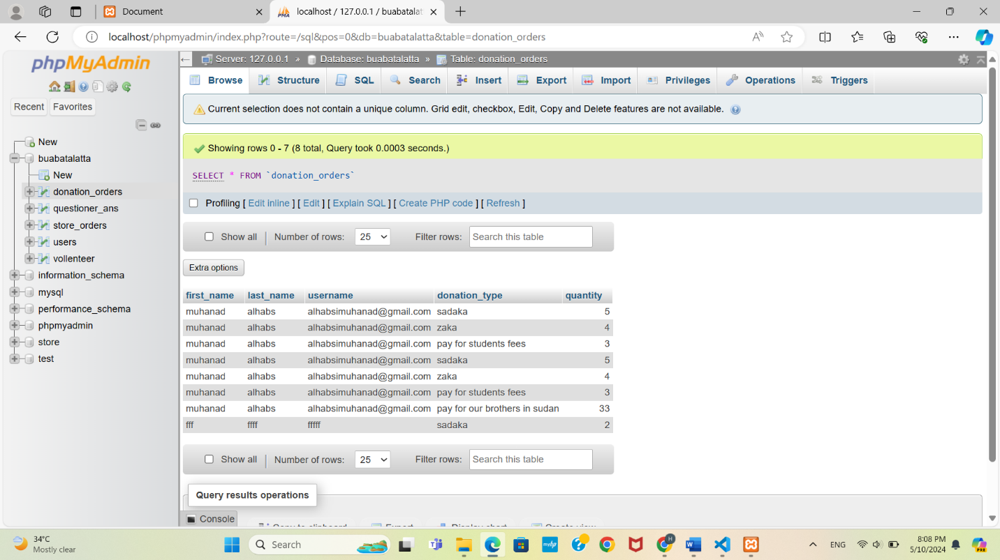 Document
localhost / 127.0.0.1 / buabatalat
localhost/phpmyadmin/index.php?route=/sql&pos=0&db=buabatalatta&table=donation_orders
phpMyAdmin
Recent
Favorites
New
buabatalatta
New
donation_orders
questioner_ans
store_orders
users
vollenteer
information_schema
mysql
performance_schema
phpmyadmin
store
test
Server: 127.0.0.1 » Database: buabatalatta » Table: donation_orders
Browse Structure SQL Search Insert Export Import Privileges Operations Triggers
Current selection does not contain a unique column. Grid edit, checkbox, Edit, Copy and Delete features are not available.
Showing rows 0 - 7 (8 total, Query took 0.0003 seconds.)
SELECT * FROM `donation_orders`
Profiling [ Edit inline ] [ Edit ] [ Explain SQL ] [ Create PHP code ] [ Refresh ]
Show all | Number of rows: 25 Filter rows: Search this table
Extra options
first_name last_name username donation_type quantity
muhanad alhabs alhabsimuhanad@gmail.com sadaka 5
muhanad alhabs alhabsimuhanad@gmail.com zaka 4
muhanad alhabs alhabsimuhanad@gmail.com pay for students fees 3
muhanad alhabs alhabsimuhanad@gmail.com sadaka 5
muhanad alhabs alhabsimuhanad@gmail.com zaka 4
muhanad alhabs alhabsimuhanad@gmail.com pay for students fees 3
muhanad alhabs alhabsimuhanad@gmail.com pay for our brothers in sudan 33
fff ffff fffff sadaka 2
Show all | Number of rows: 25 Filter rows: Search this table
Query results operations
Console
Copy to clipboard Export Display chart Create view
34°C
Mostly clear
Search
ENG
8:08 PM
5/10/2024